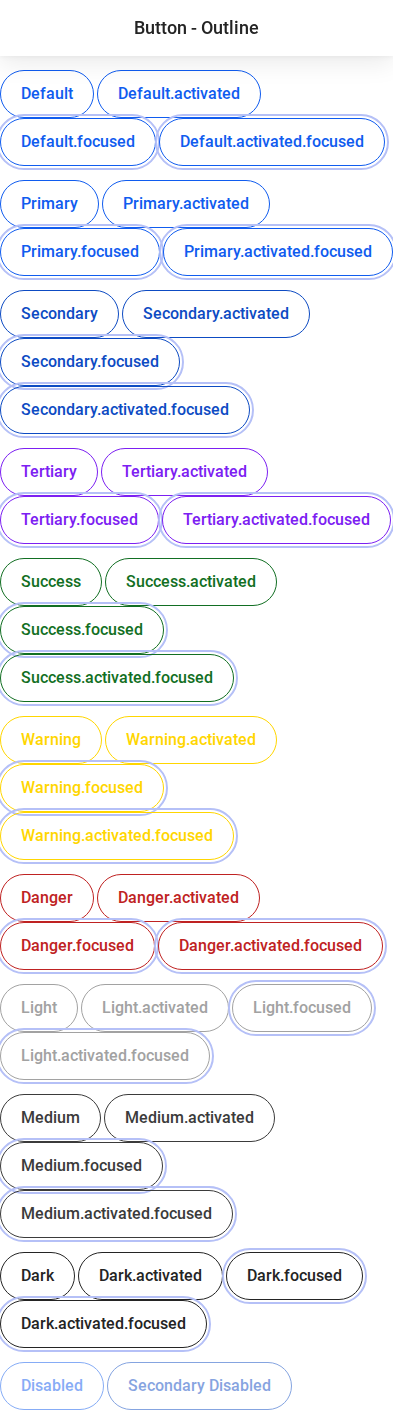 Button - Outline
Default Default.activated
Default.focused Default.activated.focused
Primary Primary.activated
Primary.focused Primary.activated.focused
Secondary Secondary.activated
Secondary.focused
Secondary.activated.focused
Tertiary Tertiary.activated
Tertiary.focused Tertiary.activated.focused
Success Success.activated
Success.focused
Success.activated.focused
Warning Warning.activated
Warning.focused
Warning.activated.focused
Danger Danger.activated
Danger.focused Danger.activated.focused
Light Light.activated Light.focused
Light.activated.focused
Medium Medium.activated
Medium.focused
Medium.activated.focused
Dark Dark.activated Dark.focused
Dark.activated.focused
Disabled Secondary Disabled